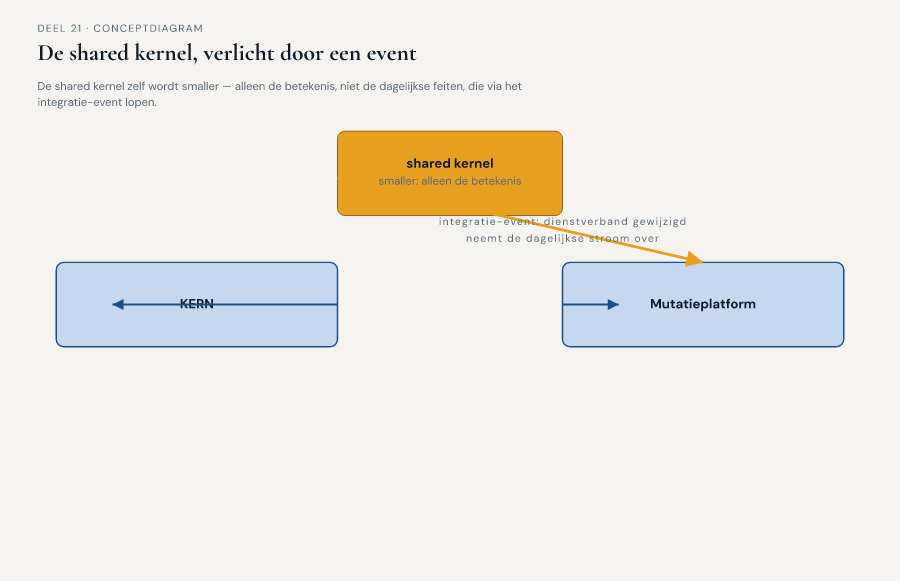 DEEL 21 · CONCEPTDIAGRAM
De shared kernel, verlicht door een event
De shared kernel zelf wordt smaller — alleen de betekenis, niet de dagelijkse feiten, die via het
integratie-event lopen.
shared kernel
smaller: alleen de betekenis
integratie-event: dienstverband gewijzigd
neemt de dagelijkse stroom over
KERN
Mutatieplatform